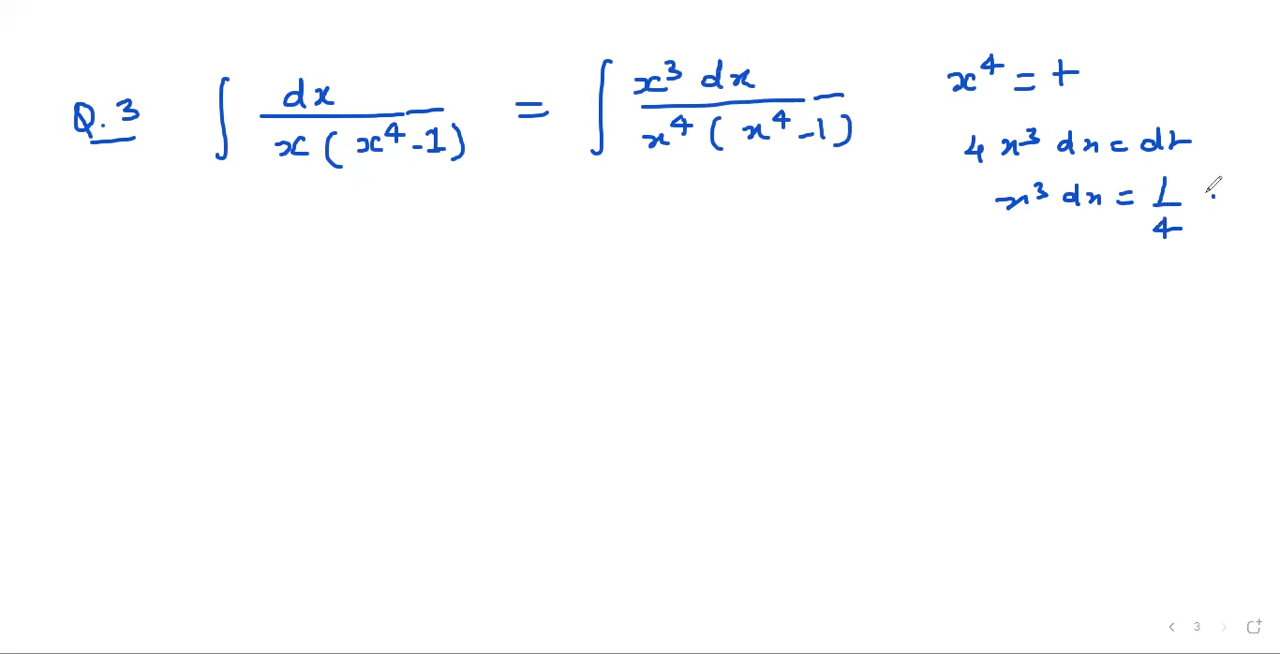 Q.3 ∫ dx / x(x⁴-1) = ∫ x³ dx / x⁴(x⁴-1) x⁴ = t
4x³ dx = dt
x³ dx = 1/4
3